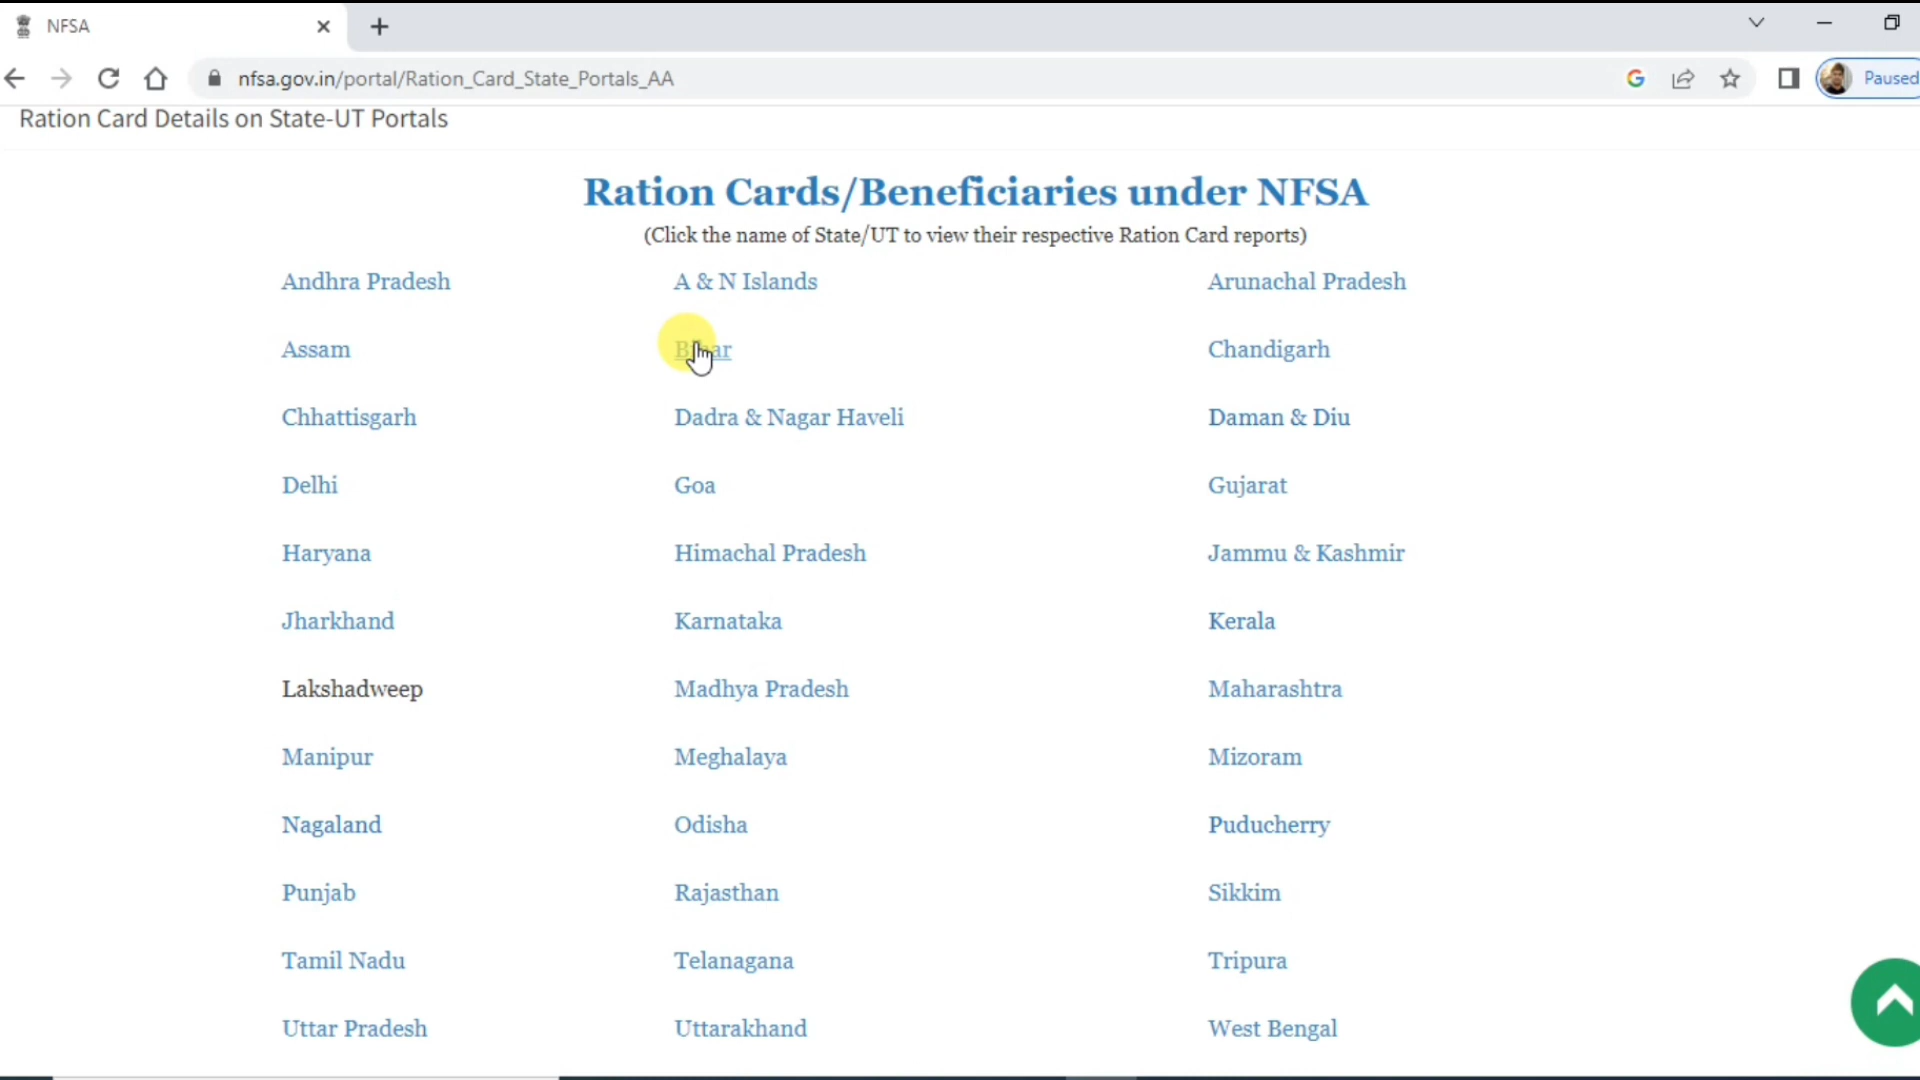 NFSA
nfsa.gov.in/portal/Ration_Card_State_Portals_AA
Paused
Ration Card Details on State-UT Portals
Ration Cards/Beneficiaries under NFSA
(Click the name of State/UT to view their respective Ration Card reports)
Andhra Pradesh A & N Islands Arunachal Pradesh
Assam Bihar Chandigarh
Chhattisgarh Dadra & Nagar Haveli Daman & Diu
Delhi Goa Gujarat
Haryana Himachal Pradesh Jammu & Kashmir
Jharkhand Karnataka Kerala
Lakshadweep Madhya Pradesh Maharashtra
Manipur Meghalaya Mizoram
Nagaland Odisha Puducherry
Punjab Rajasthan Sikkim
Tamil Nadu Telanagana Tripura
Uttar Pradesh Uttarakhand West Bengal